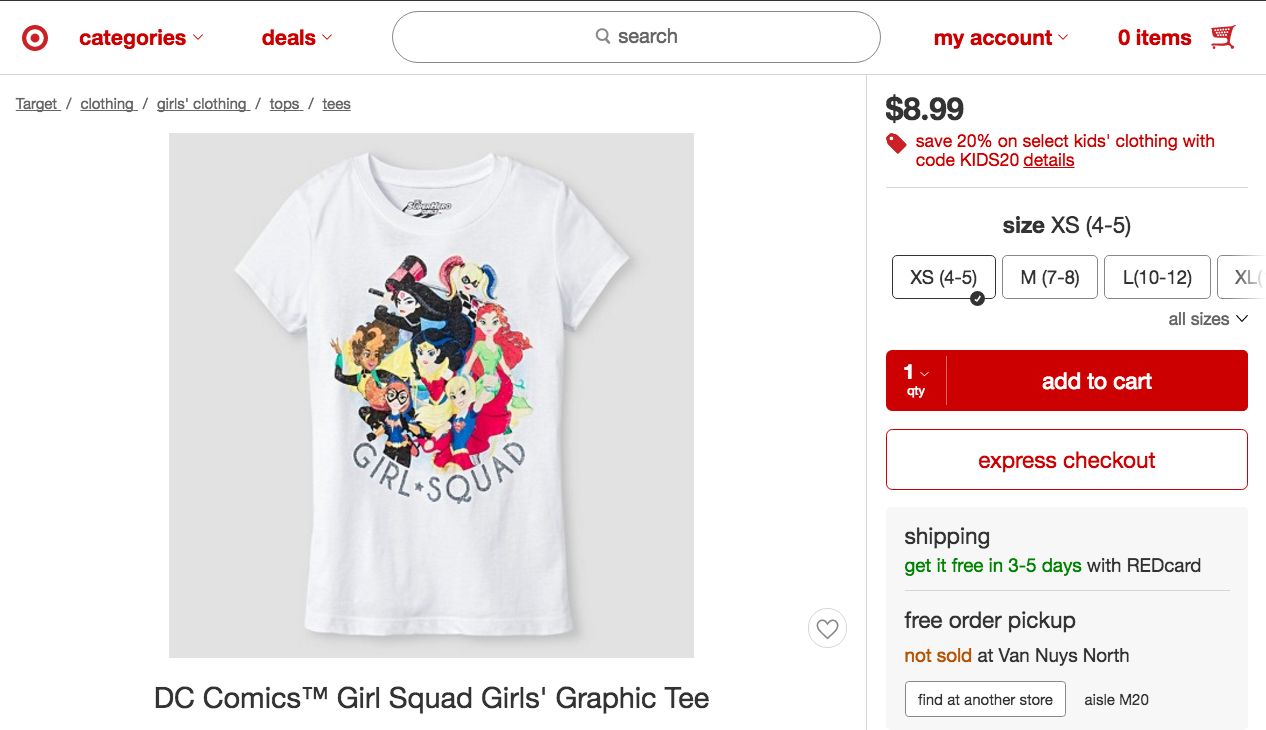 categories
deals
search
my account
0 items
Target / clothing / girls' clothing / tops / tees
SUPERHERO
GIRL★SQUAD
DC Comics™ Girl Squad Girls' Graphic Tee
$8.99
save 20% on select kids' clothing with
code KIDS20 details
size XS (4-5)
XS (4-5)
M (7-8)
L(10-12)
XL(
all sizes
1
qty
add to cart
express checkout
shipping
get it free in 3-5 days with REDcard
free order pickup
not sold at Van Nuys North
find at another store
aisle M20